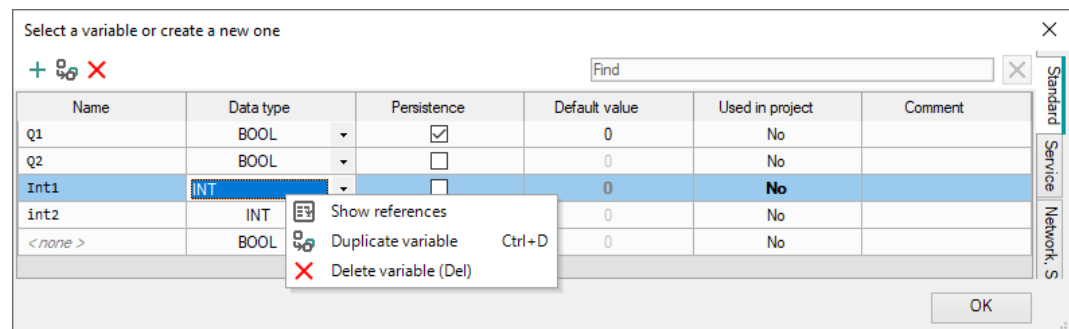 Select a variable or create a new one
Find
Name Data type Persistence Default value Used in project Comment
Q1 BOOL 0 No
Q2 BOOL 0 No
Int1 INT 0 No
int2 INT 0 No
< none > BOOL 0 No
Show references
Duplicate variable Ctrl+D
Delete variable (Del)
OK
Standard
Service
Network, S